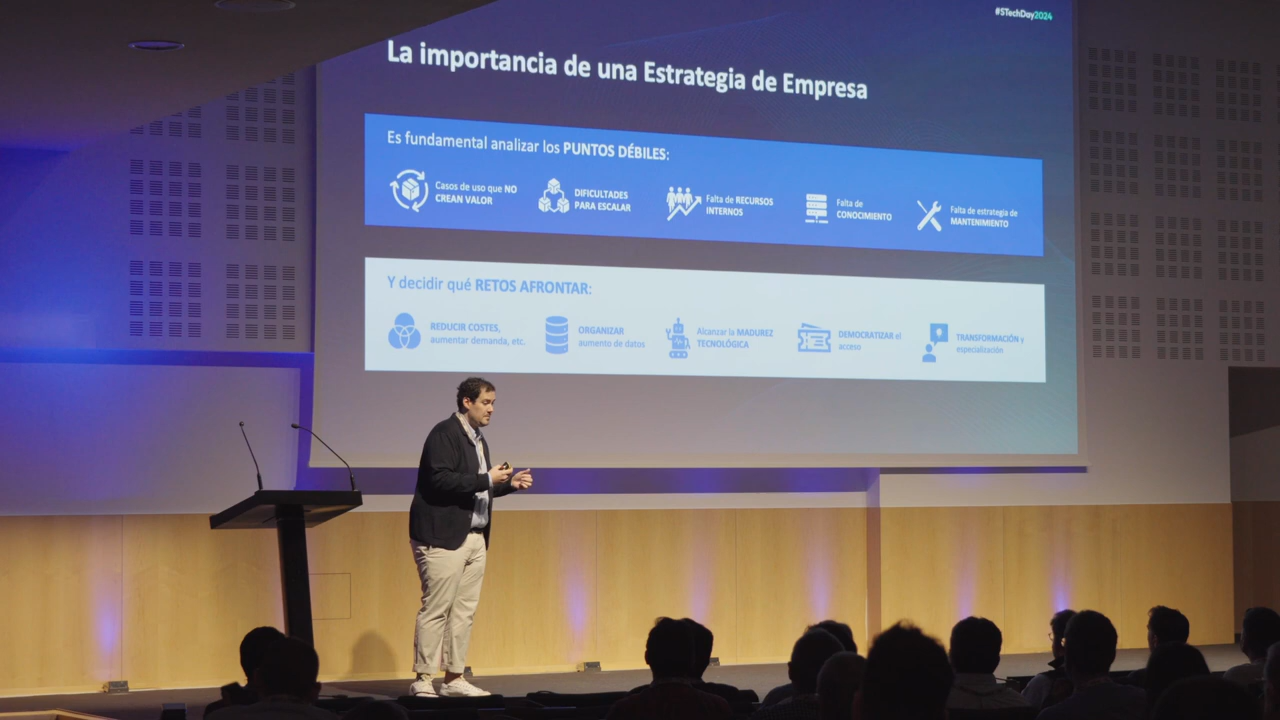 #STechDay2024
La importancia de una Estrategia de Empresa
Es fundamental analizar los PUNTOS DÉBILES:
Casos de uso que NO
CREAN VALOR
DIFICULTADES
PARA ESCALAR
Falta de RECURSOS
INTERNOS
Falta de
CONOCIMIENTO
Falta de estrategia de
MANTENIMIENTO
Y decidir qué RETOS AFRONTAR:
REDUCIR COSTES,
aumentar demanda, etc.
ORGANIZAR
aumento de datos
Alcanzar la MADUREZ
TECNOLÓGICA
DEMOCRATIZAR el
acceso
TRANSFORMACIÓN y
especialización